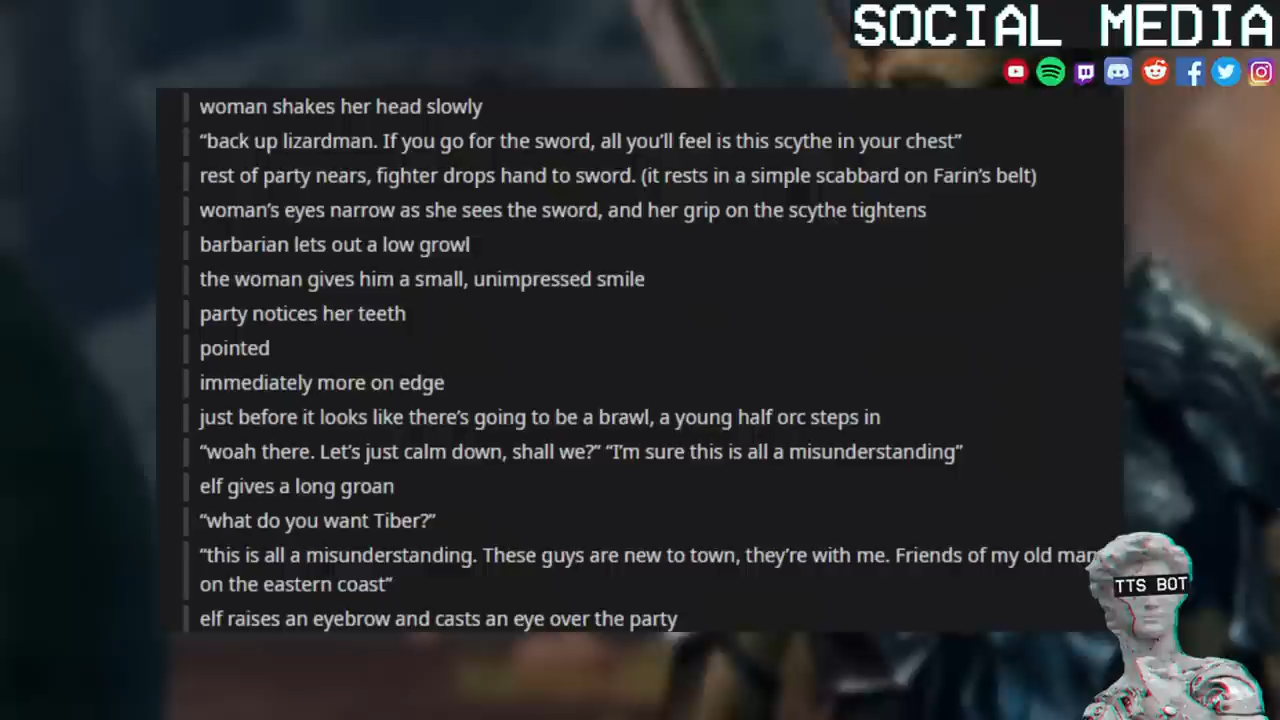 SOCIAL MEDIA
woman shakes her head slowly
“back up lizardman. If you go for the sword, all you’ll feel is this scythe in your chest”
rest of party nears, fighter drops hand to sword. (it rests in a simple scabbard on Farin’s belt)
woman’s eyes narrow as she sees the sword, and her grip on the scythe tightens
barbarian lets out a low growl
the woman gives him a small, unimpressed smile
party notices her teeth
pointed
immediately more on edge
just before it looks like there’s going to be a brawl, a young half orc steps in
“woah there. Let’s just calm down, shall we?” “I’m sure this is all a misunderstanding”
elf gives a long groan
“what do you want Tiber?”
“this is all a misunderstanding. These guys are new to town, they’re with me. Friends of my old man
on the eastern coast”
TTS BOT
elf raises an eyebrow and casts an eye over the party